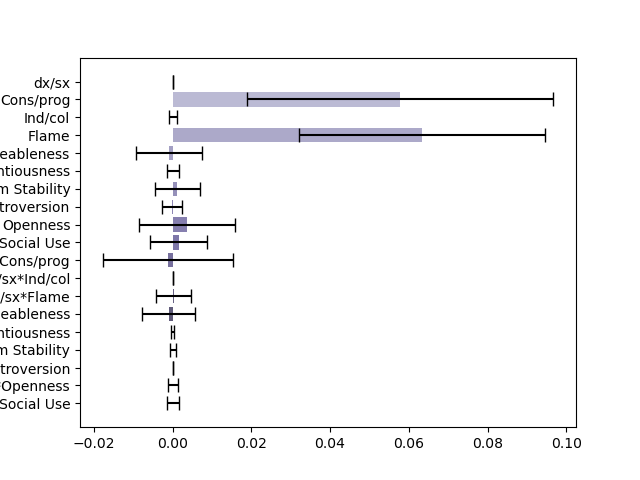 dx/sx
Cons/prog
Ind/col
Flame
eableness
ntiousness
m Stability
troversion
Openness
Social Use
Cons/prog
/sx*Ind/col
/sx*Flame
eableness
ntiousness
m Stability
troversion
*Openness
Social Use
−0.02 0.00 0.02 0.04 0.06 0.08 0.10